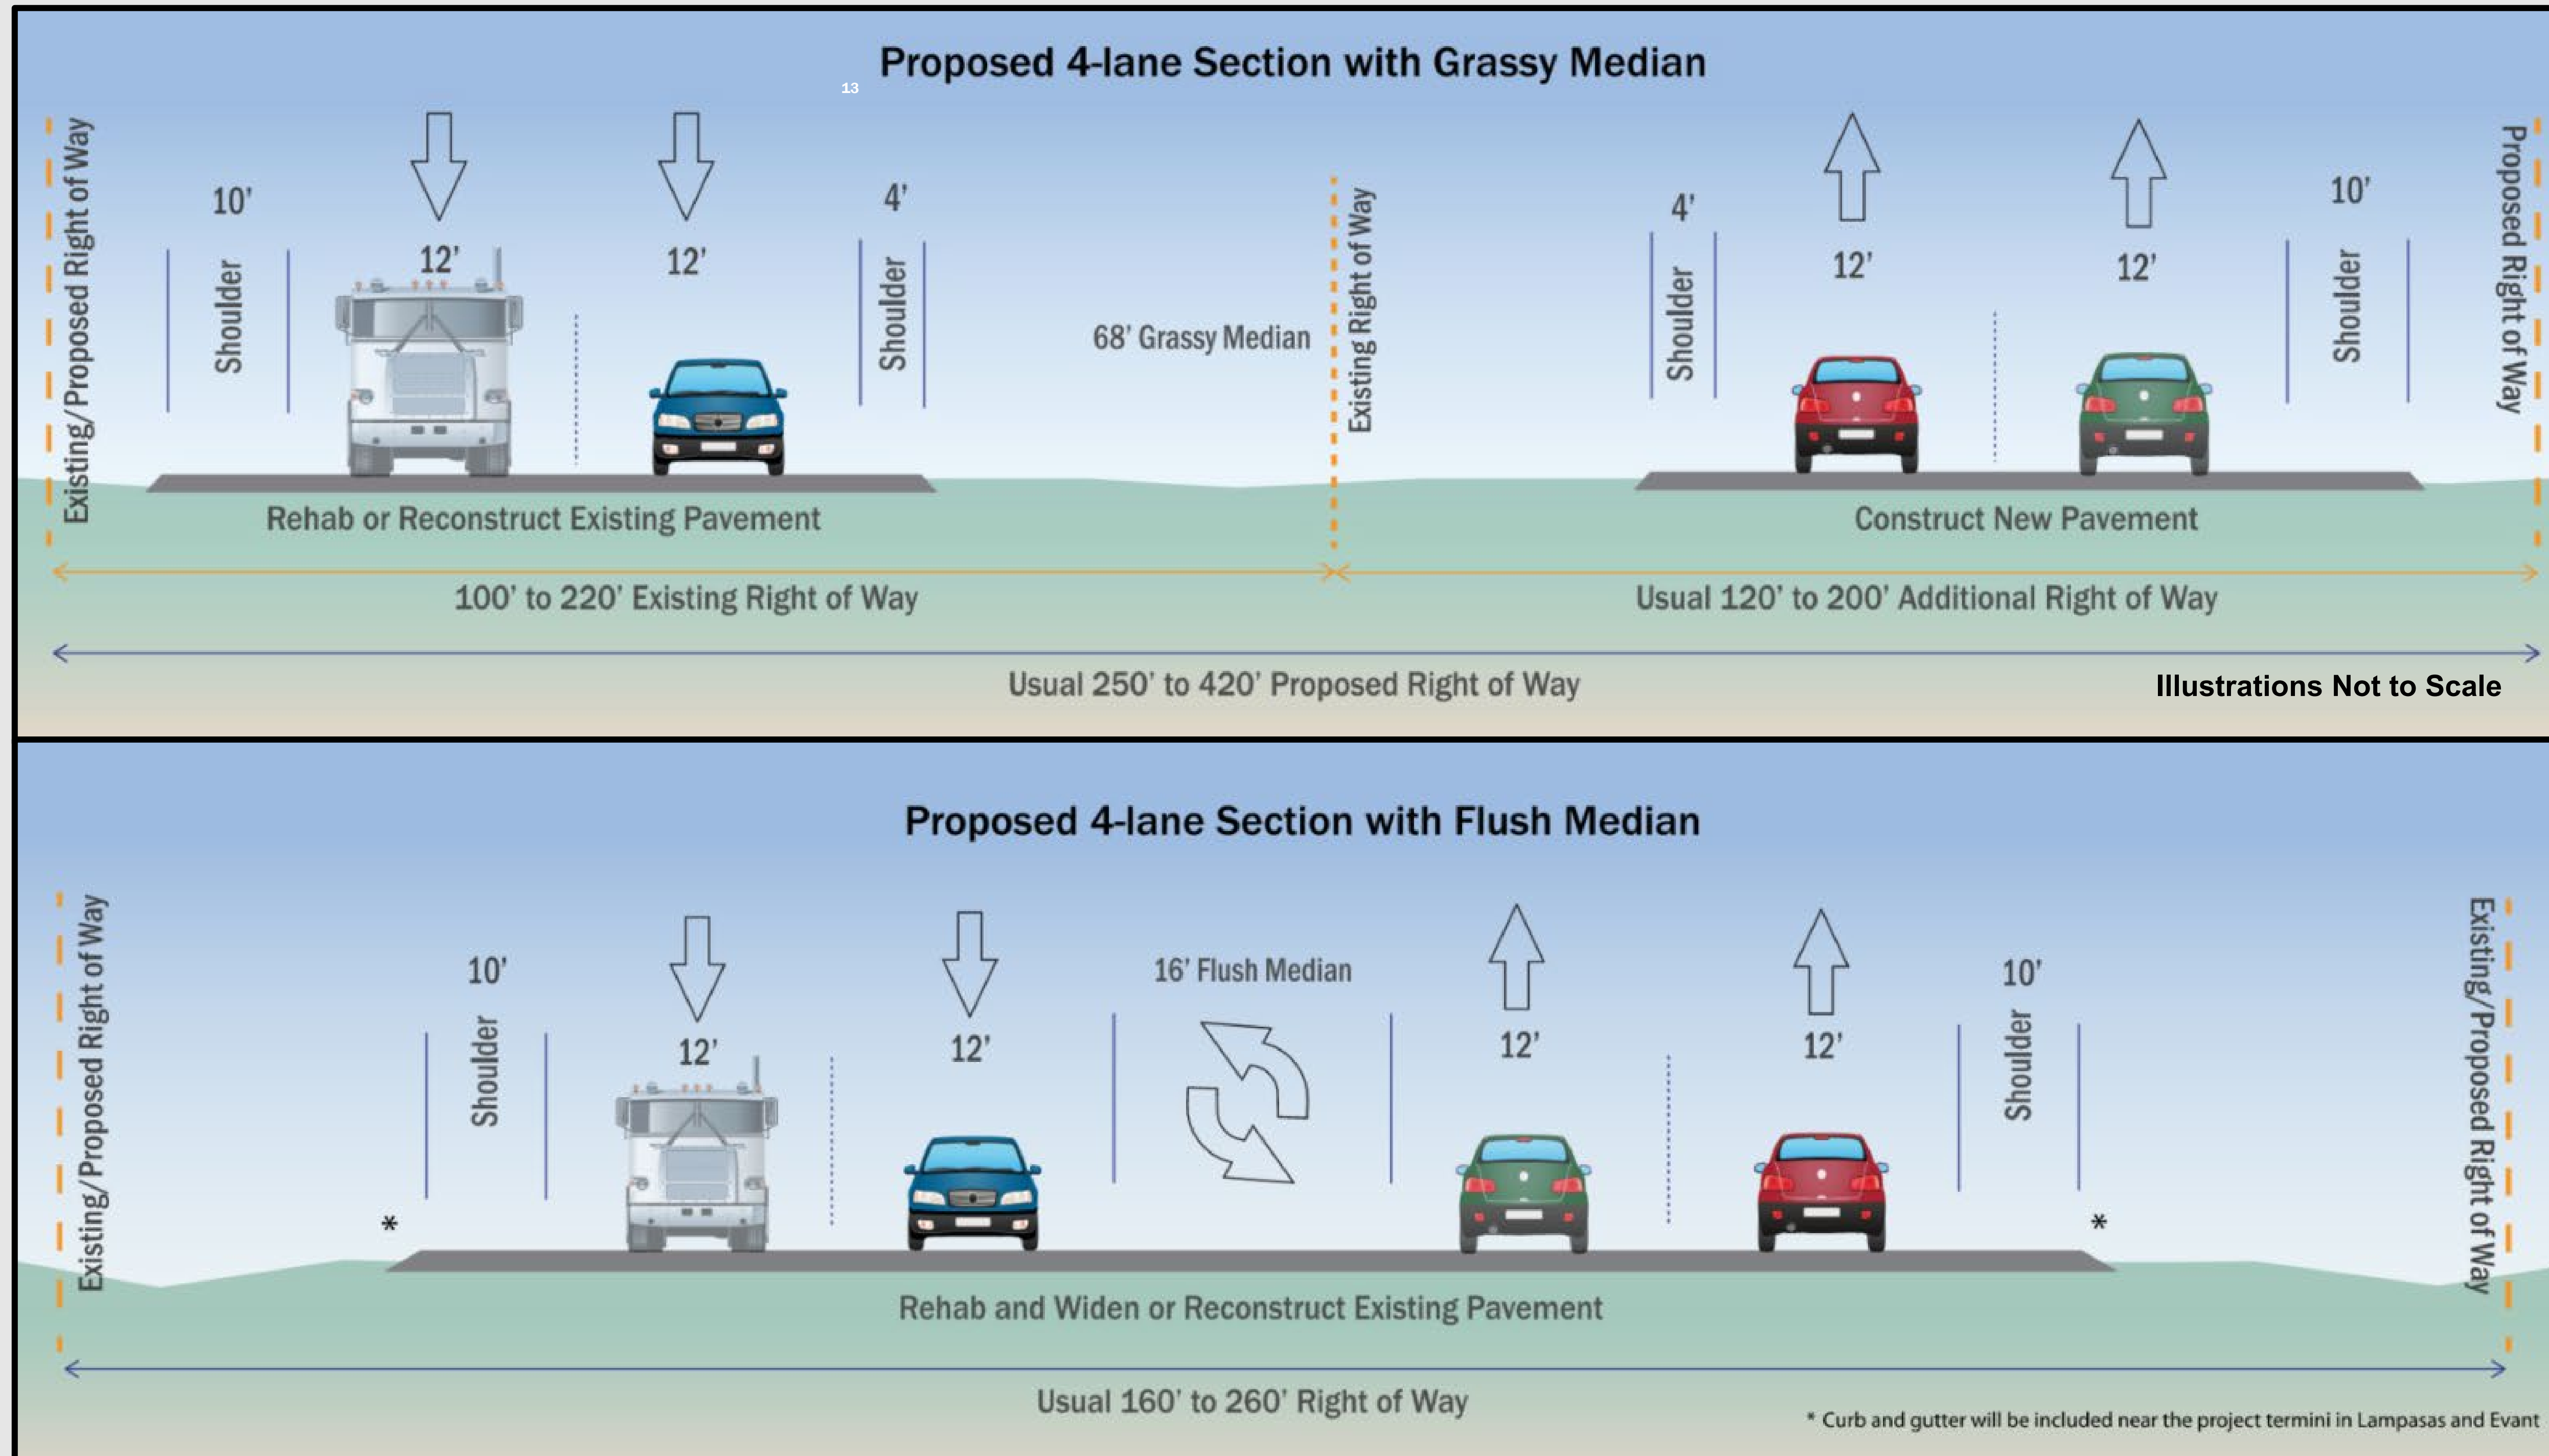 Proposed 4-lane Section with Grassy Median
13
Existing/Proposed Right of Way
10'
Shoulder
12'
12'
4'
Shoulder
68' Grassy Median
Existing Right of Way
4'
Shoulder
12'
12'
10'
Shoulder
Proposed Right of Way
Rehab or Reconstruct Existing Pavement
Construct New Pavement
100' to 220' Existing Right of Way
Usual 120' to 200' Additional Right of Way
Usual 250' to 420' Proposed Right of Way
Illustrations Not to Scale
Proposed 4-lane Section with Flush Median
Existing/Proposed Right of Way
10'
Shoulder
12'
12'
16' Flush Median
12'
12'
10'
Shoulder
Existing/Proposed Right of Way
*
*
Rehab and Widen or Reconstruct Existing Pavement
Usual 160' to 260' Right of Way
* Curb and gutter will be included near the project termini in Lampasas and Evant